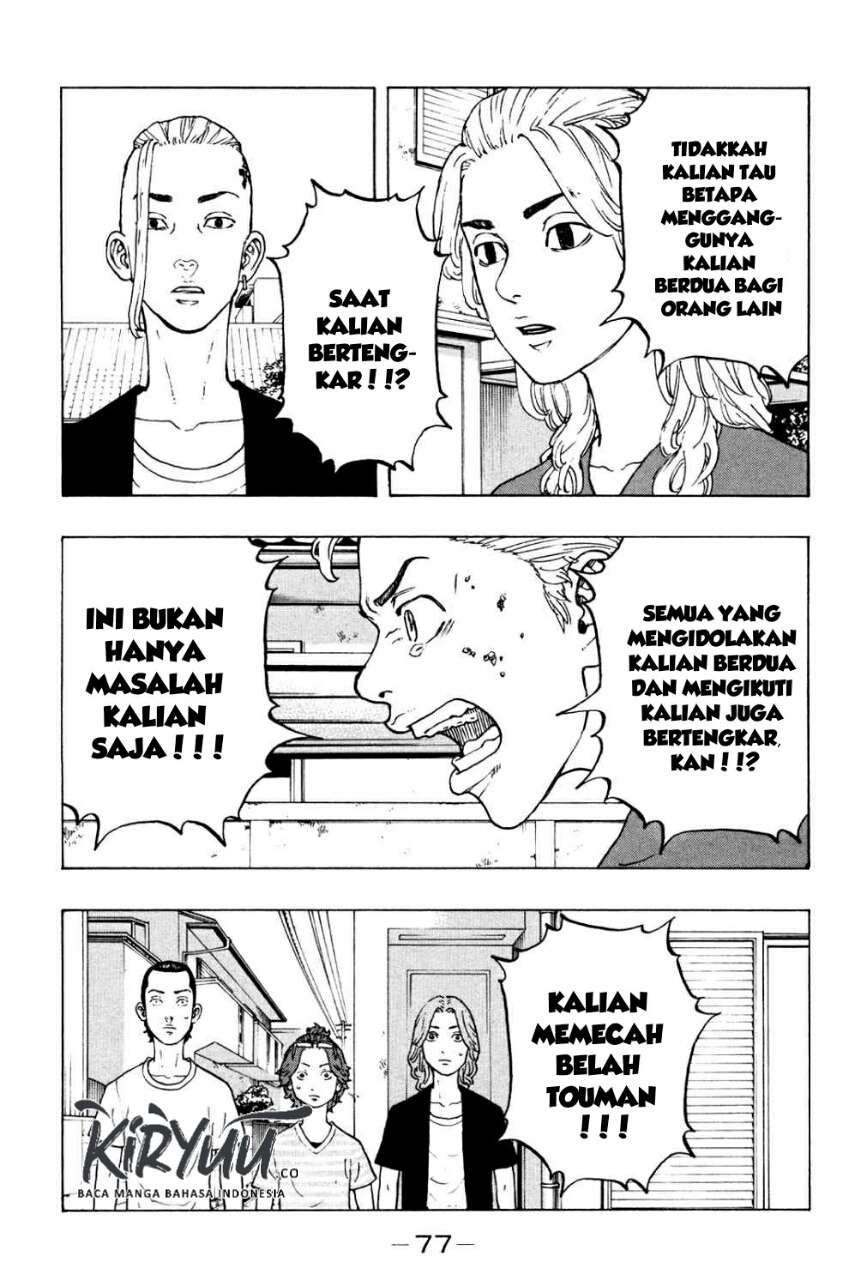 TIDAKKAH
KALIAN TAU
BETAPA
MENGGANG-
GUNYA
KALIAN
BERDUA BAGI
ORANG LAIN
SAAT
KALIAN
BERTENG-
KAR!!?
SEMUA YANG
MENGIDOLAKAN
KALIAN BERDUA
DAN MENGIKUTI
KALIAN JUGA
BERTENGKAR,
KAN!!?
INI BUKAN
HANYA
MASALAH
KALIAN
SAJA!!!
KALIAN
MEMECAH
BELAH
TOUMAN
!!!
KIRYUU.CO
BACA MANGA BAHASA INDONESIA
—77—